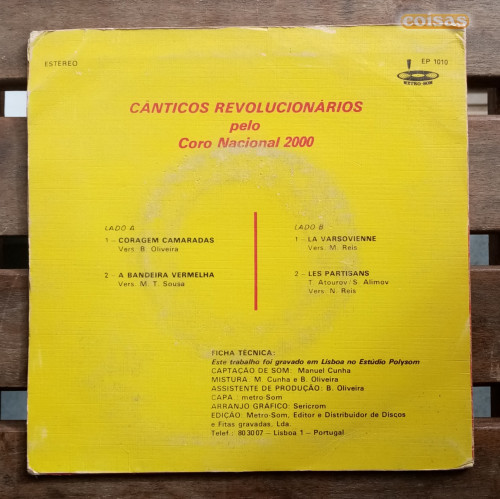 coisas
ESTEREO
EP 1010
METRO-SOM
CÂNTICOS REVOLUCIONÁRIOS
pelo
Coro Nacional 2000
LADO A
1 – CORAGEM CAMARADAS
Vars. B. Oliveira
2 – A BANDEIRA VERMELHA
Vers. M. T. Sousa
LADO B
1 – LA VARSOVIENNE
Vers. M. Reis
2 – LES PARTISANS
T. Atourov / S. Alimov
Vers. N. Reis
FICHA TÉCNICA:
Este trabalho foi gravado em Lisboa no Estúdio Polysom
CAPTAÇÃO DE SOM: Manuel Cunha
MISTURA: M. Cunha e B. Oliveira
ASSISTENTE DE PRODUÇÃO: B. Oliveira
CAPA: metro-Som
ARRANJO GRÁFICO: Sericrom
EDIÇÃO: Metro-Som, Editor e Distribuidor de Discos
e Fitas gravadas, Lda.
Telef.: 80 30 07 – Lisboa 1 – Portugal